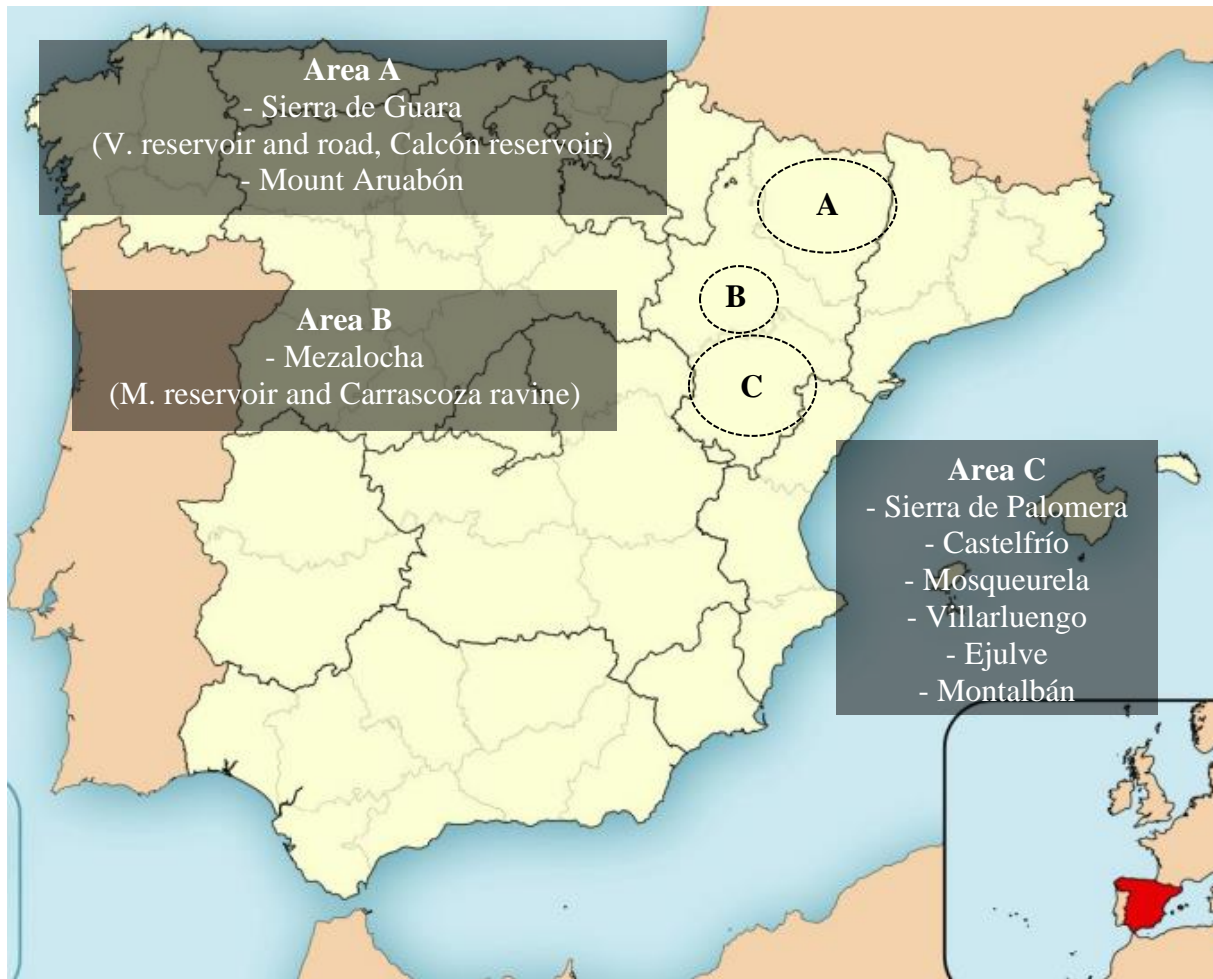 Area A
- Sierra de Guara
(V. reservoir and road, Calcón reservoir)
- Mount Aruabón
A
B
C
Area B
- Mezalocha
(M. reservoir and Carrascoza ravine)
Area C
- Sierra de Palomera
- Castelfrío
- Mosqueurela
- Villarluengo
- Ejulve
- Montalbán